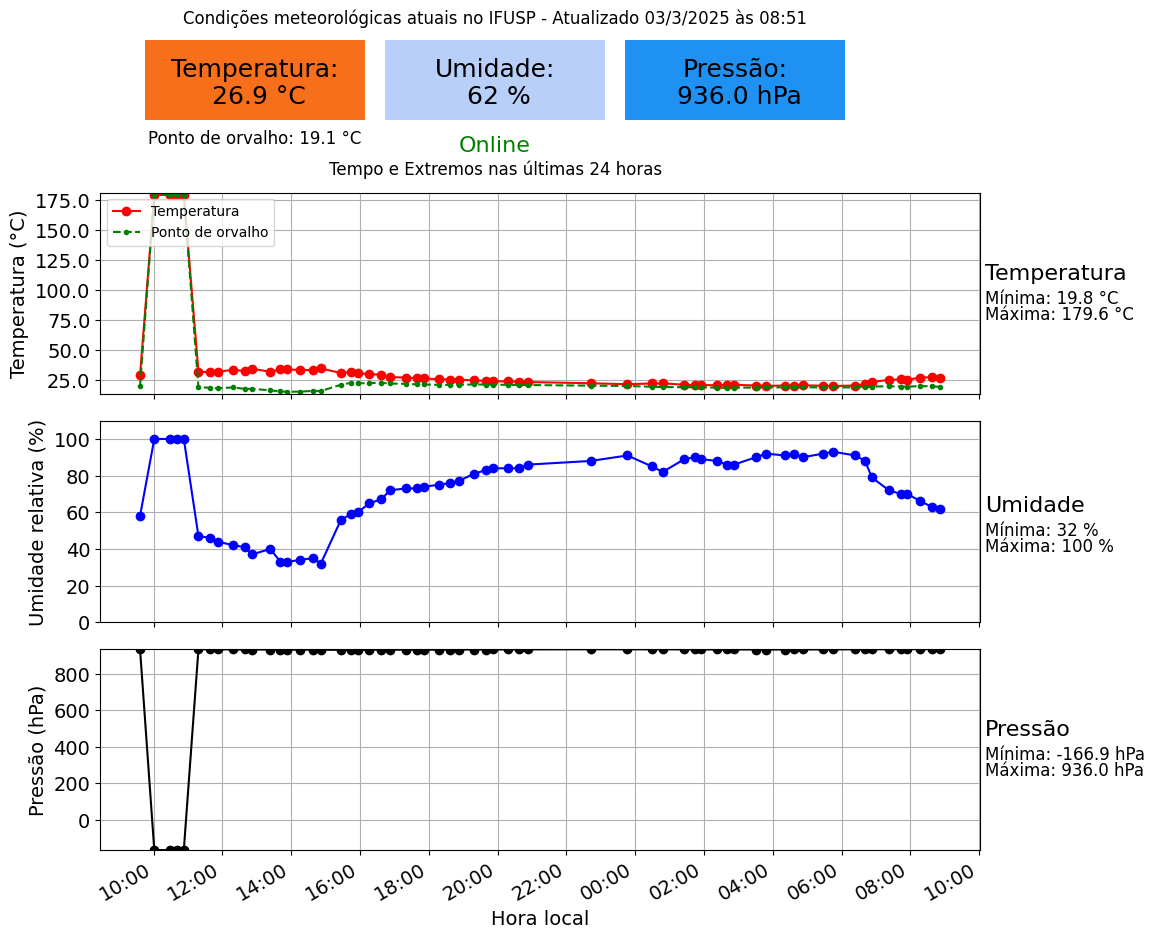 Condições meteorológicas atuais no IFUSP - Atualizado 03/3/2025 às 08:51
Temperatura:
26.9 °C
Umidade:
62 %
Pressão:
936.0 hPa
Ponto de orvalho: 19.1 °C
Online
Tempo e Extremos nas últimas 24 horas
Temperatura (°C)
175.0
150.0
125.0
100.0
75.0
50.0
25.0
Temperatura
Ponto de orvalho
Temperatura
Mínima: 19.8 °C
Máxima: 179.6 °C
Umidade relativa (%)
100
80
60
40
20
0
Umidade
Mínima: 32 %
Máxima: 100 %
Pressão (hPa)
800
600
400
200
0
Pressão
Mínima: -166.9 hPa
Máxima: 936.0 hPa
10:00
12:00
14:00
16:00
18:00
20:00
22:00
00:00
02:00
04:00
06:00
08:00
10:00
Hora local